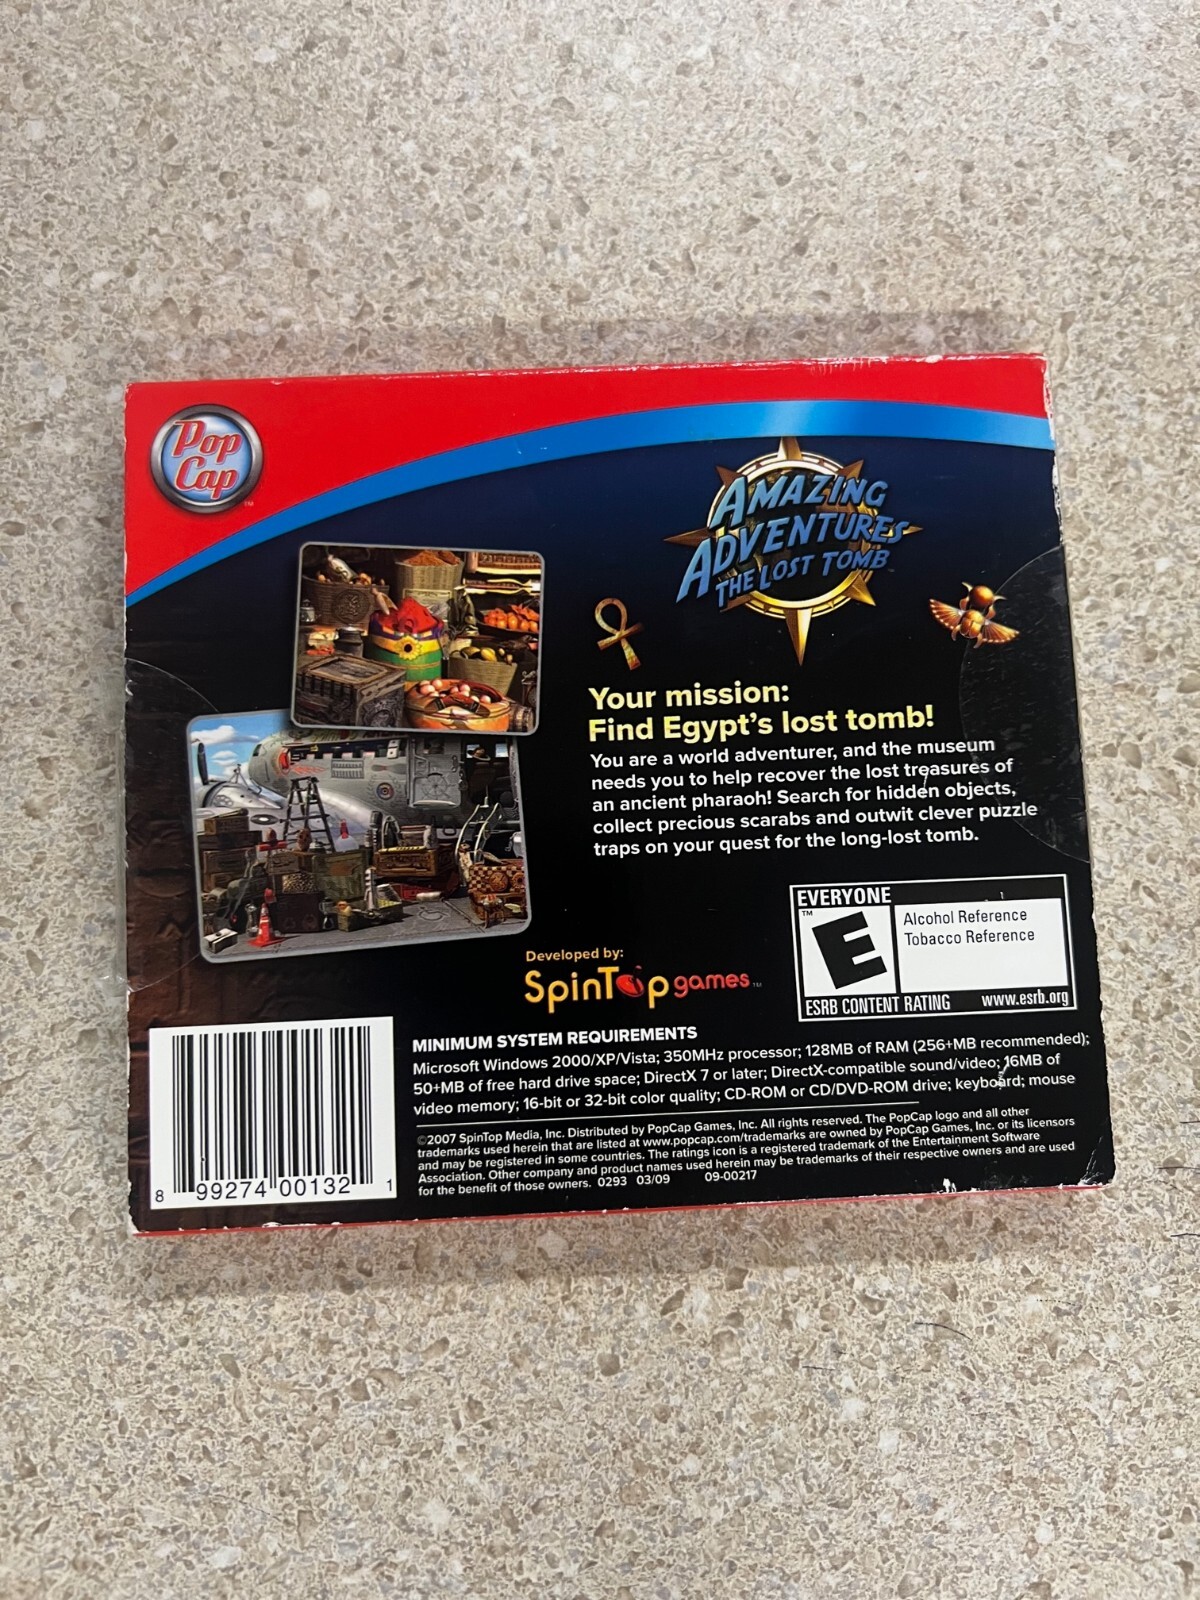 Pop
Cap
TM
AMAZING
ADVENTURES
THE LOST TOMB
Your mission:
Find Egypt's lost tomb!
You are a world adventurer, and the museum
needs you to help recover the lost treasures of
an ancient pharaoh! Search for hidden objects,
collect precious scarabs and outwit clever puzzle
traps on your quest for the long-lost tomb.
EVERYONE
TM
E
Alcohol Reference
Tobacco Reference
ESRB CONTENT RATING www.esrb.org
Developed by:
SpinTop games TM
MINIMUM SYSTEM REQUIREMENTS
Microsoft Windows 2000/XP/Vista; 350MHz processor; 128MB of RAM (256+MB recommended);
50+MB of free hard drive space; DirectX 7 or later; DirectX-compatible sound/video; 16MB of
video memory; 16-bit or 32-bit color quality; CD-ROM or CD/DVD-ROM drive; keyboard; mouse
©2007 SpinTop Media, Inc. Distributed by PopCap Games, Inc. All rights reserved. The PopCap logo and all other
trademarks used herein that are listed at www.popcap.com/trademarks are owned by PopCap Games, Inc. or its licensors
and may be registered in some countries. The ratings icon is a registered trademark of the Entertainment Software
Association. Other company and product names used herein may be trademarks of their respective owners and are used
for the benefit of those owners. 0293 03/09 09-00217
8 99274 00132 1